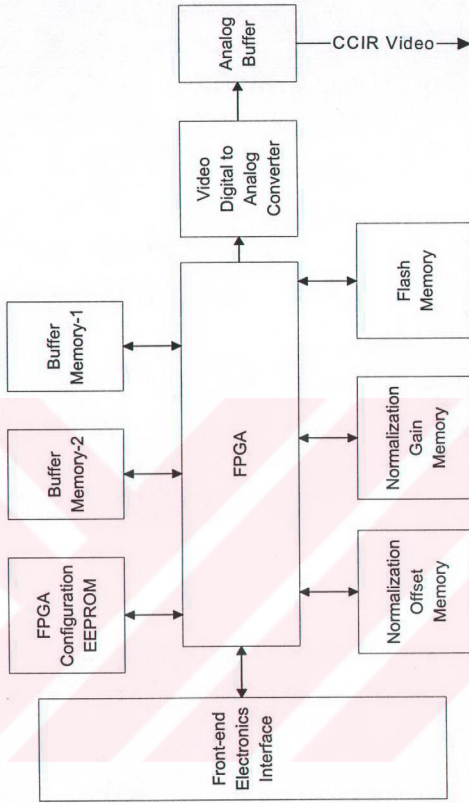 FPGA
Configuration
EEPROM
Buffer
Memory-2
Buffer
Memory-1
Front-end
Electronics
Interface
FPGA
Video
Digital to
Analog
Converter
Analog
Buffer
CCIR Video
Normalization
Offset
Memory
Normalization
Gain
Memory
Flash
Memory